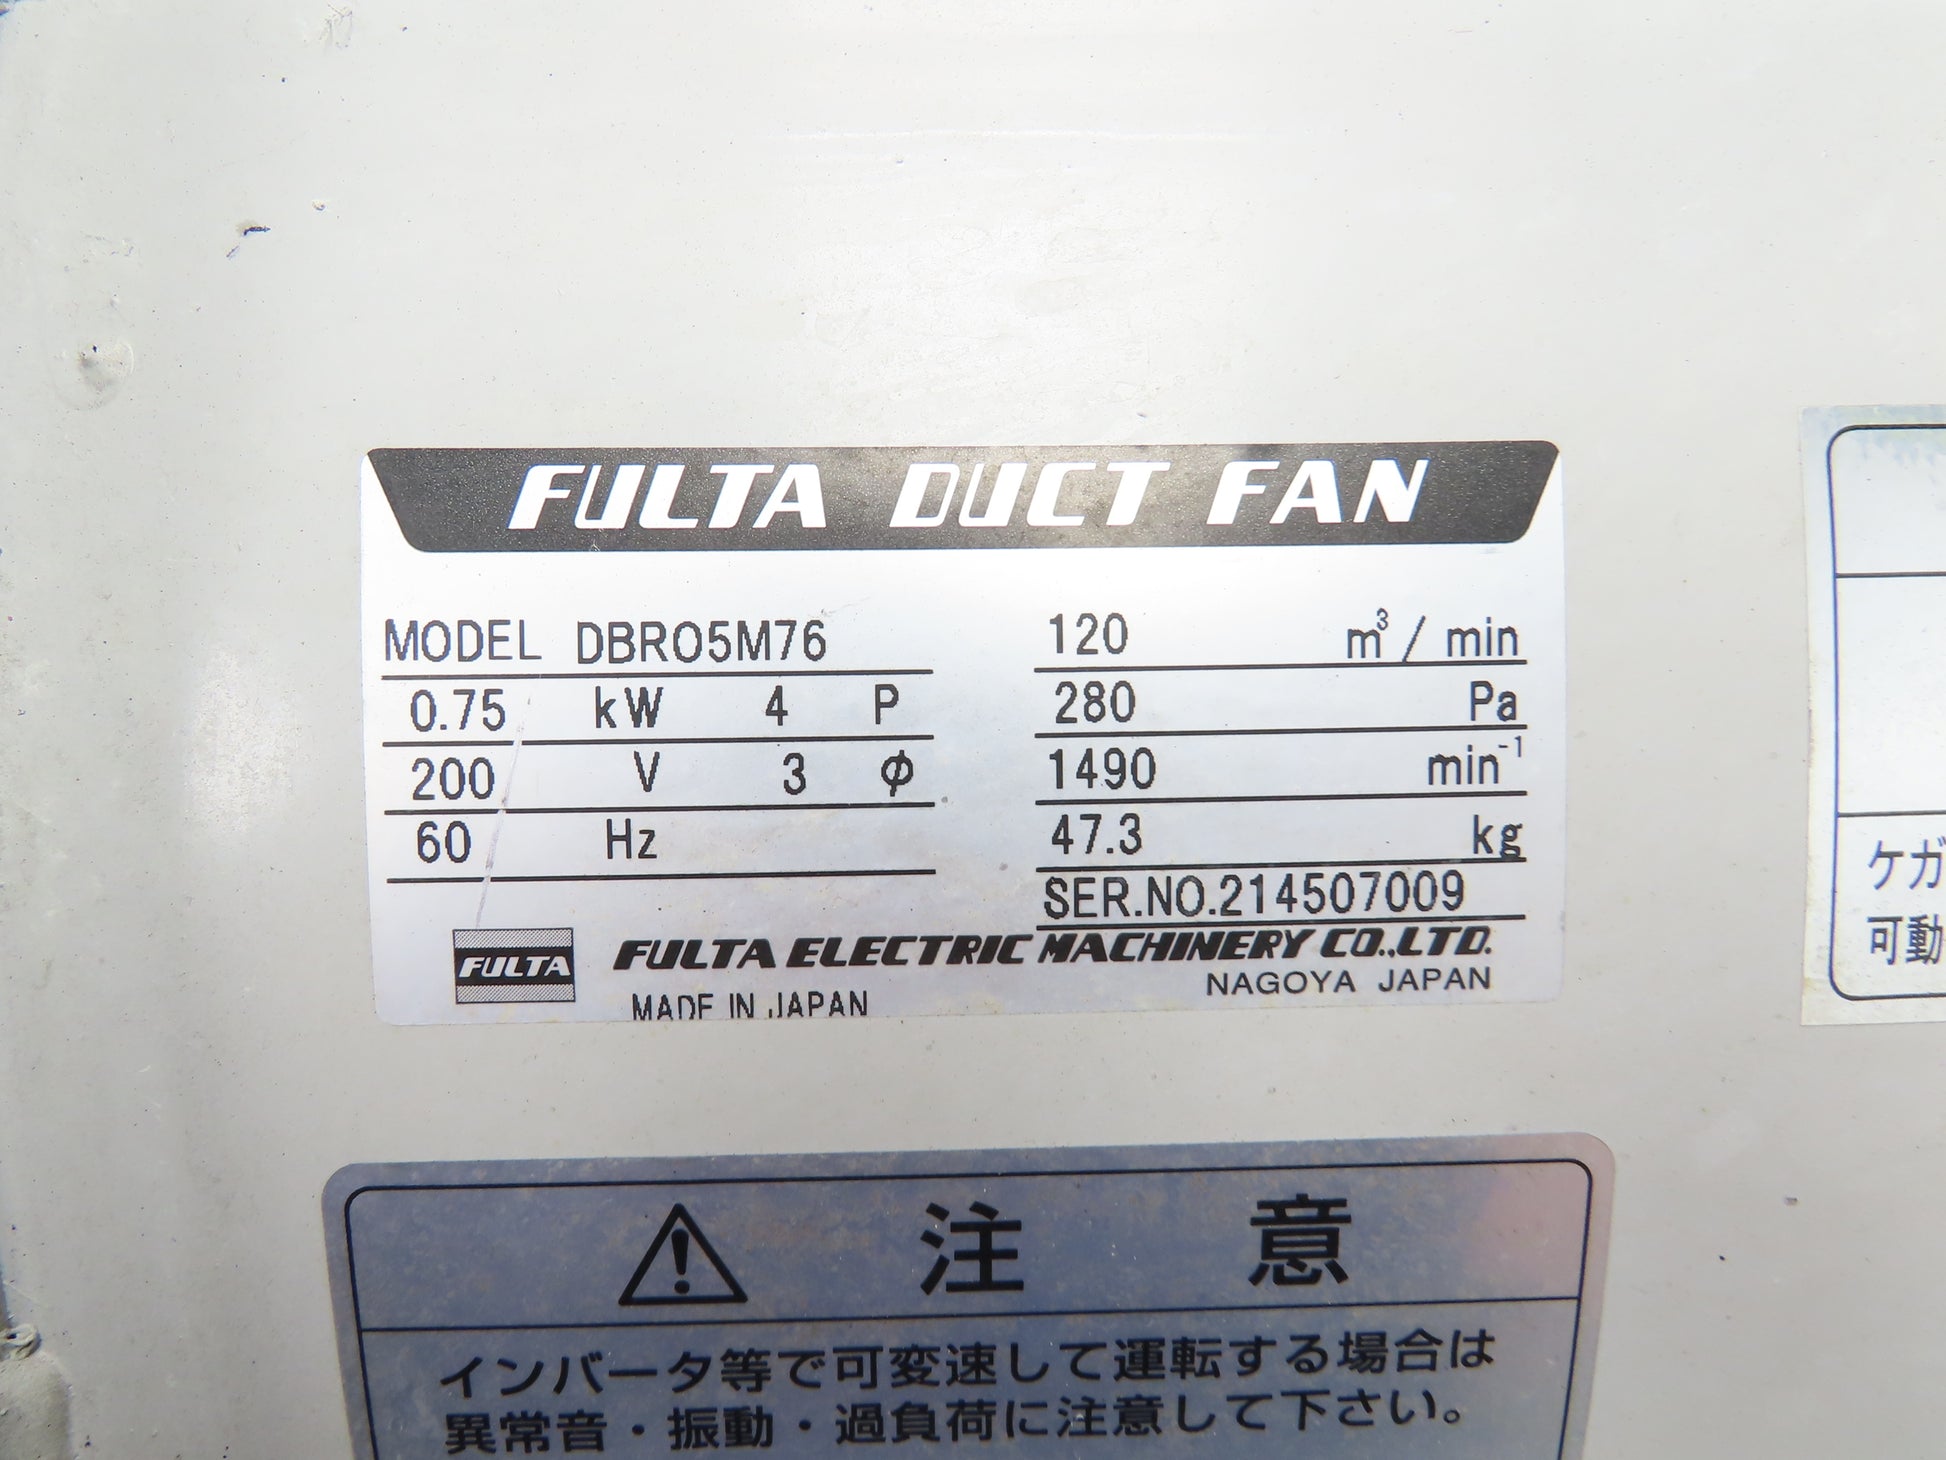 FULTA DUCT FAN
MODEL DBR05M76
0.75 kW 4 P
200 V 3 φ
60 Hz
120 m³ / min
280 Pa
1490 min⁻¹
47.3 kg
SER.NO.214507009
FULTA
FULTA ELECTRIC MACHINERY CO.,LTD.
NAGOYA JAPAN
MADE IN JAPAN
ケガ
可動
注意
インバータ等で可変速して運転する場合は
異常音・振動・過負荷に注意して下さい。